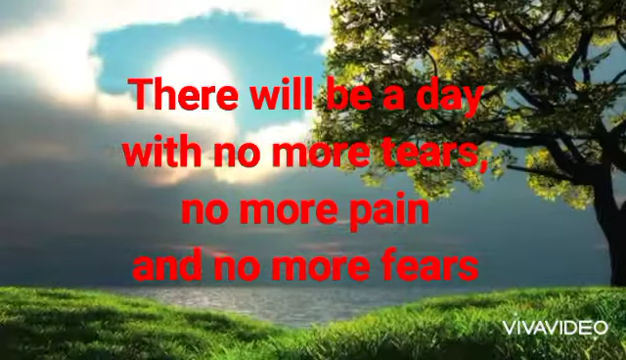 There will be a day
with no more tears,
no more pain
and no more fears
VIVAVIDEO